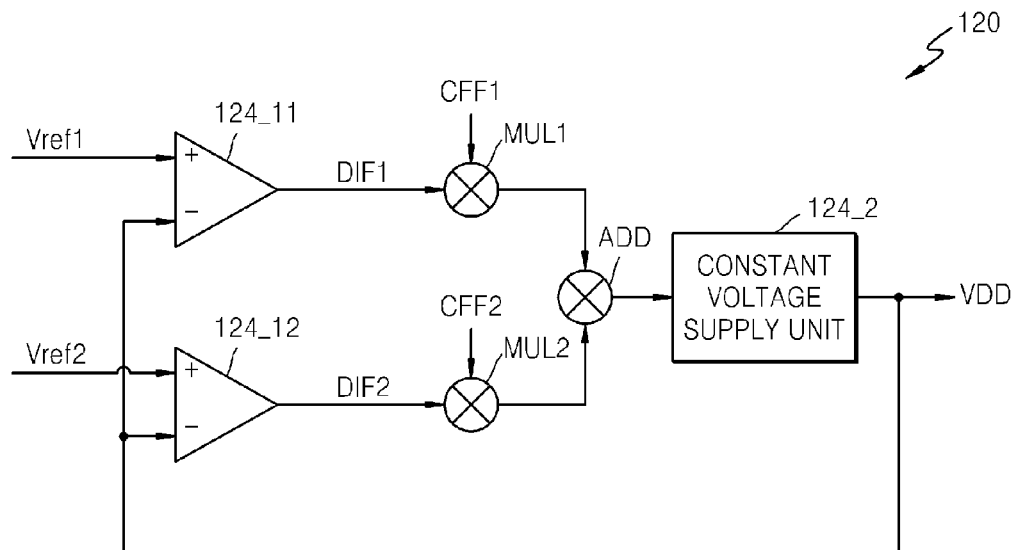 120
CFF1
124_11
MUL1
Vref1
+
DIF1
124_2
−
ADD
CONSTANT
VOLTAGE
SUPPLY UNIT
VDD
CFF2
124_12
MUL2
Vref2
+
DIF2
−